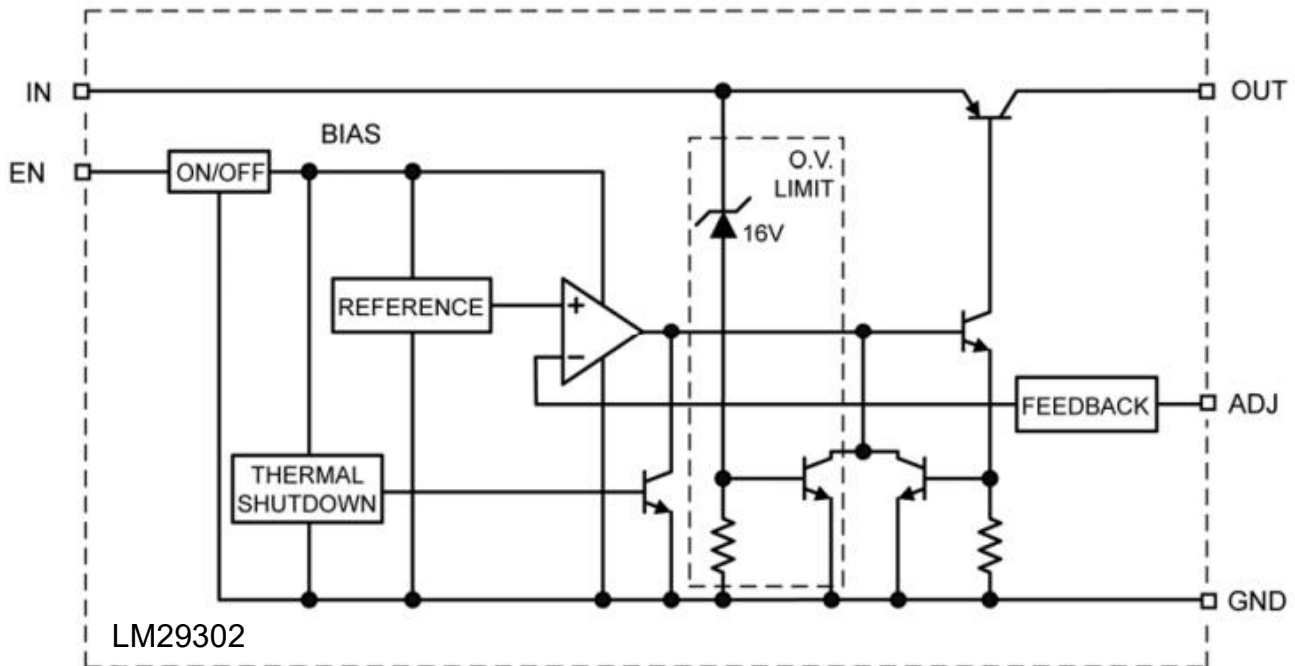 IN
OUT
BIAS
EN
ON/OFF
O.V.
LIMIT
16V
REFERENCE
+
−
FEEDBACK
ADJ
THERMAL
SHUTDOWN
GND
LM29302